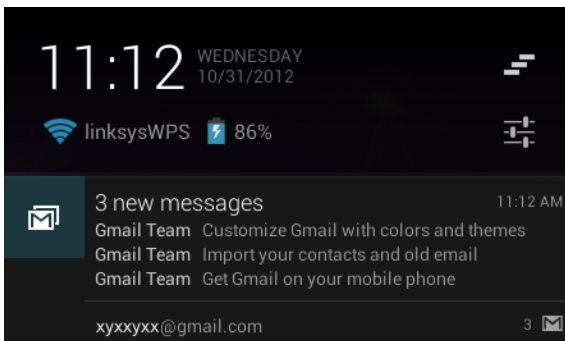 11:12 WEDNESDAY
10/31/2012
linksysWPS 86%
3 new messages 11:12 AM
Gmail Team Customize Gmail with colors and themes
Gmail Team Import your contacts and old email
Gmail Team Get Gmail on your mobile phone
xyxxyxx@gmail.com 3